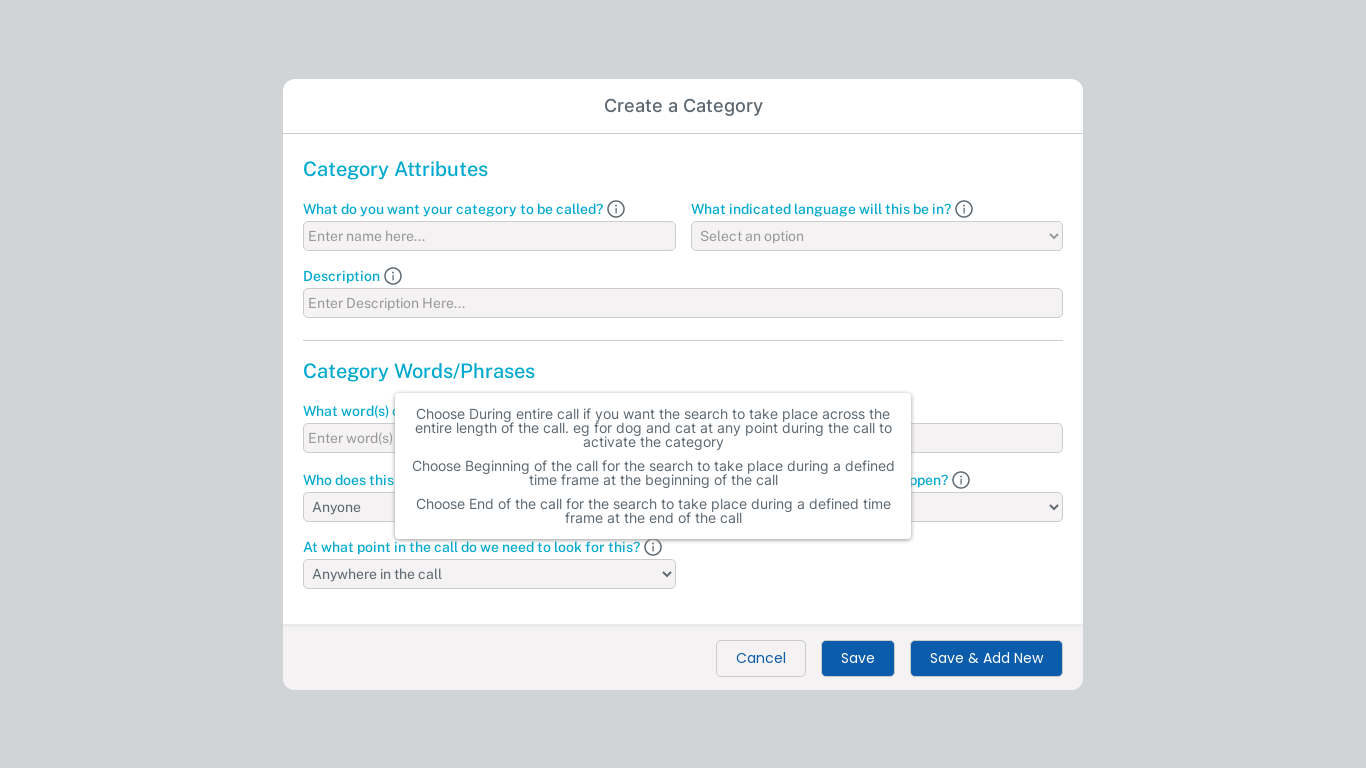 Create a Category
Category Attributes
What do you want your category to be called?
What indicated language will this be in?
Enter name here...
Select an option
Description
Enter Description Here...
Category Words/Phrases
What word(s)
Enter word(s)
Choose During entire call if you want the search to take place across the
entire length of the call. eg for dog and cat at any point during the call to
activate the category
Choose Beginning of the call for the search to take place during a defined
time frame at the beginning of the call
Choose End of the call for the search to take place during a defined time
frame at the end of the call
Who does this
Anyone
At what point in the call do we need to look for this?
Anywhere in the call
Cancel
Save
Save & Add New